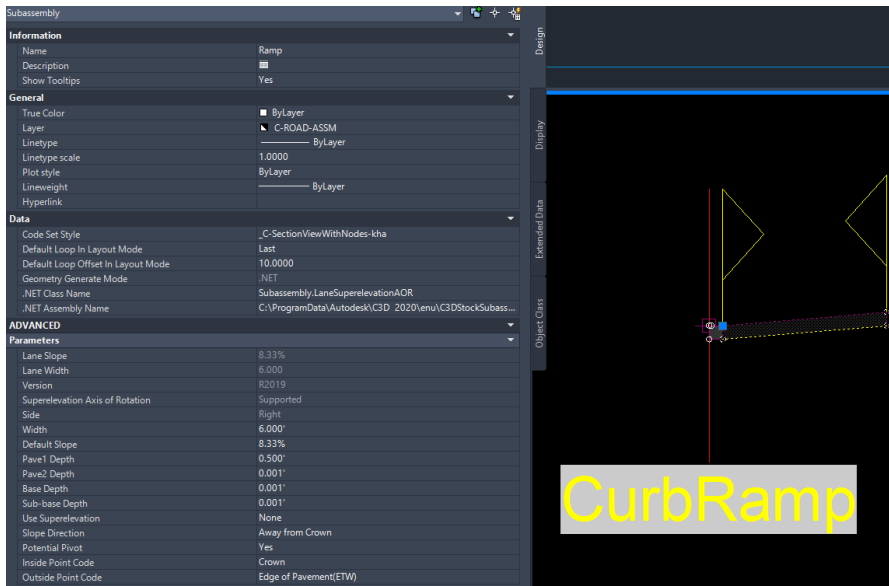 Subassembly
Information
Name Ramp
Description
Show Tooltips Yes
General
True Color ByLayer
Layer C-ROAD-ASSM
Linetype ByLayer
Linetype scale 1.0000
Plot style ByLayer
Lineweight ByLayer
Hyperlink
Data
Code Set Style _C-SectionViewWithNodes-kha
Default Loop In Layout Mode Last
Default Loop Offset In Layout Mode 10.0000
Geometry Generate Mode .NET
.NET Class Name Subassembly.LaneSuperelevationAOR
.NET Assembly Name C:\ProgramData\Autodesk\C3D 2020\enu\C3DStockSubass...
ADVANCED
Parameters
Lane Slope 8.33%
Lane Width 6.000
Version R2019
Superelevation Axis of Rotation Supported
Side Right
Width 6.000'
Default Slope 8.33%
Pave1 Depth 0.500'
Pave2 Depth 0.001'
Base Depth 0.001'
Sub-base Depth 0.001'
Use Superelevation None
Slope Direction Away from Crown
Potential Pivot Yes
Inside Point Code Crown
Outside Point Code Edge of Pavement(ETW)
Design
Display
Extended Data
Object Class
CurbRamp